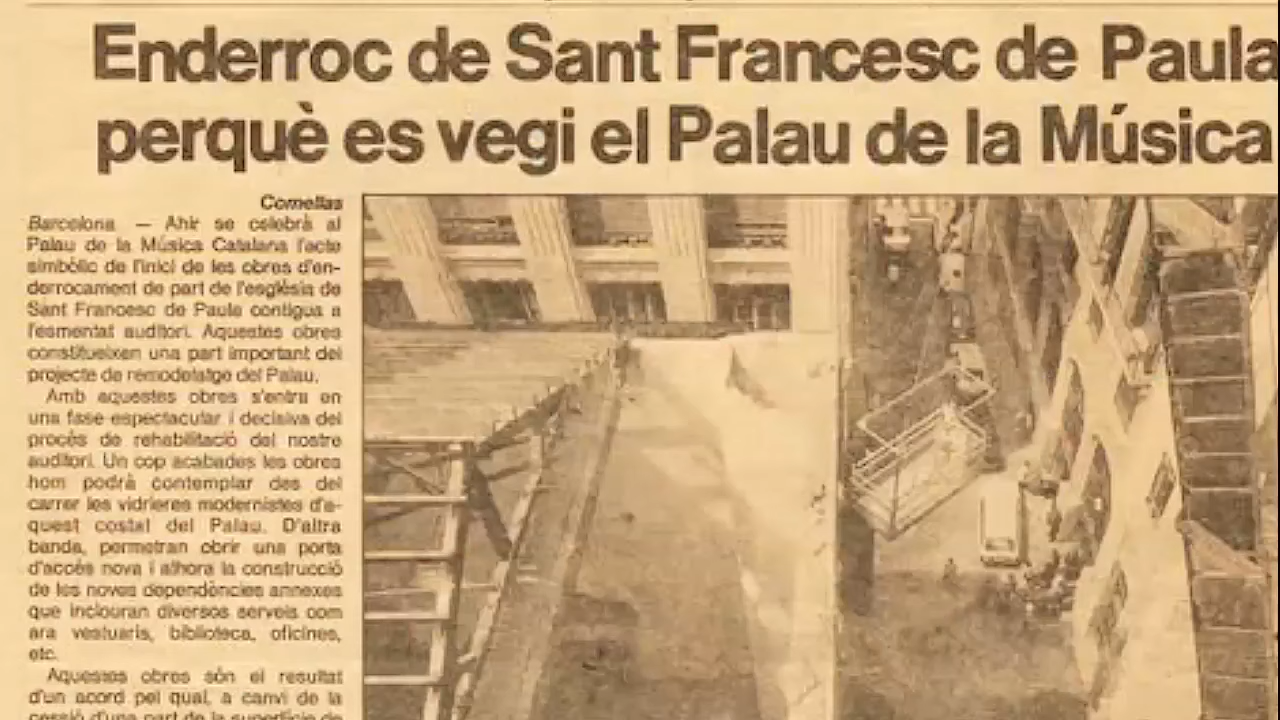 Enderroc de Sant Francesc de Paula
perquè es vegi el Palau de la Música
Comellas
Barcelona. — Ahir se celebrà al
Palau de la Música Catalana l'acte
simbòlic de l'inici de les obres d'en-
derrocament de part de l'església de
Sant Francesc de Paula contigua a
l'esmentat auditori. Aquestes obres
constitueixen una part important del
projecte de remodelatge del Palau.
Amb aquestes obres s'entra en
una fase espectacular i decisiva del
procés de rehabilitació del nostre
auditori. Un cop acabades les obres
hom podrà contemplar des del
carrer les vidrieres modernistes d'a-
quest costat del Palau. D'altra
banda, permetran obrir una porta
d'accés nova i alhora la construcció
de les noves dependències annexes
que inclouran diversos serveis com
ara vestuaris, biblioteca, oficines,
etc.
Aquestes obres són el resultat
d'un acord pel qual, a canvi de la
cessió d'una part de la superfície de